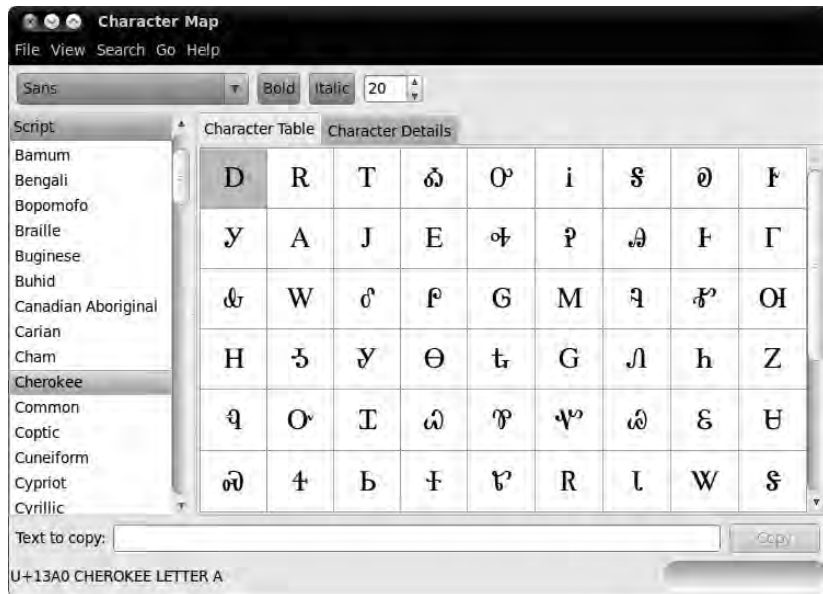 Character Map
File View Search Go Help
Sans Bold Italic 20
Script
Bamum
Bengali
Bopomofo
Braille
Buginese
Buhid
Canadian Aboriginal
Carian
Cham
Cherokee
Common
Coptic
Cuneiform
Cypriot
Cyrillic
Character Table Character Details
Ꭰ Ꭱ Ꭲ Ꭳ Ꭴ Ꭵ Ꭶ Ꭷ Ꭸ
Ꭹ Ꭺ Ꭻ Ꭼ Ꭽ Ꭾ Ꭿ Ꮀ Ꮁ
Ꮂ Ꮃ Ꮄ Ꮅ Ꮆ Ꮇ Ꮈ Ꮉ Ꮊ
Ꮋ Ꮌ Ꮍ Ꮎ Ꮏ Ꮐ Ꮑ Ꮒ Ꮓ
Ꮔ Ꮕ Ꮖ Ꮗ Ꮘ Ꮙ Ꮚ Ꮛ Ꮜ
Ꮝ Ꮞ Ꮟ Ꮠ Ꮡ Ꮢ Ꮣ Ꮤ Ꮥ
Text to copy: Copy
U+13A0 CHEROKEE LETTER A